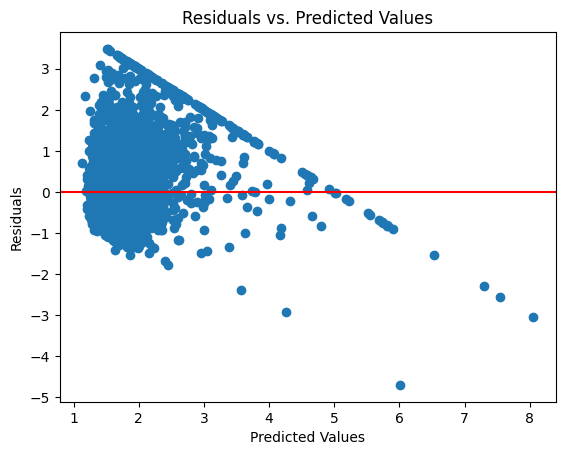 Residuals vs. Predicted Values
Residuals
3
2
1
0
−1
−2
−3
−4
−5
1 2 3 4 5 6 7 8
Predicted Values